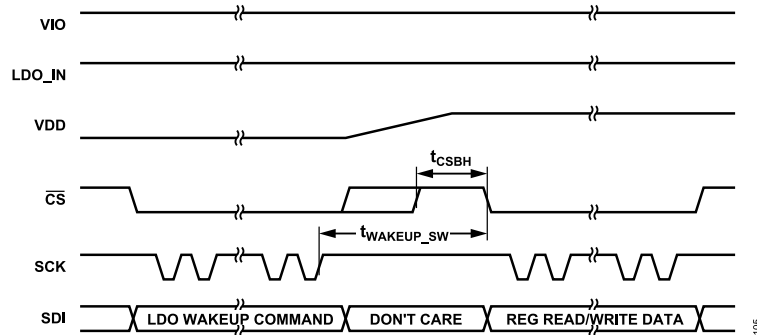 VIO
LDO_IN
VDD
tCSBH
CS
tWAKEUP_SW
SCK
SDI LDO WAKEUP COMMAND DON'T CARE REG READ/WRITE DATA